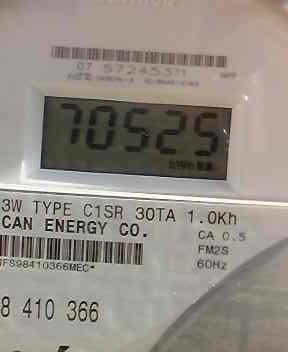 07 57245311
70525
3W TYPE C1SR 30TA 1.0Kh
CAN ENERGY CO.
CA 0.5
FM2S
60Hz
FS98410366MEC*
8 410 366